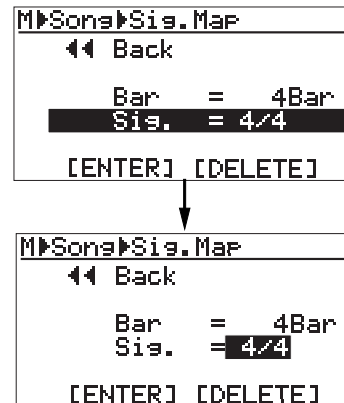 M▶Song▶Sig.Map
◀◀ Back
Bar = 4Bar
Sig. = 4/4
[ENTER] [DELETE]
M▶Song▶Sig.Map
◀◀ Back
Bar = 4Bar
Sig. = 4/4
[ENTER] [DELETE]